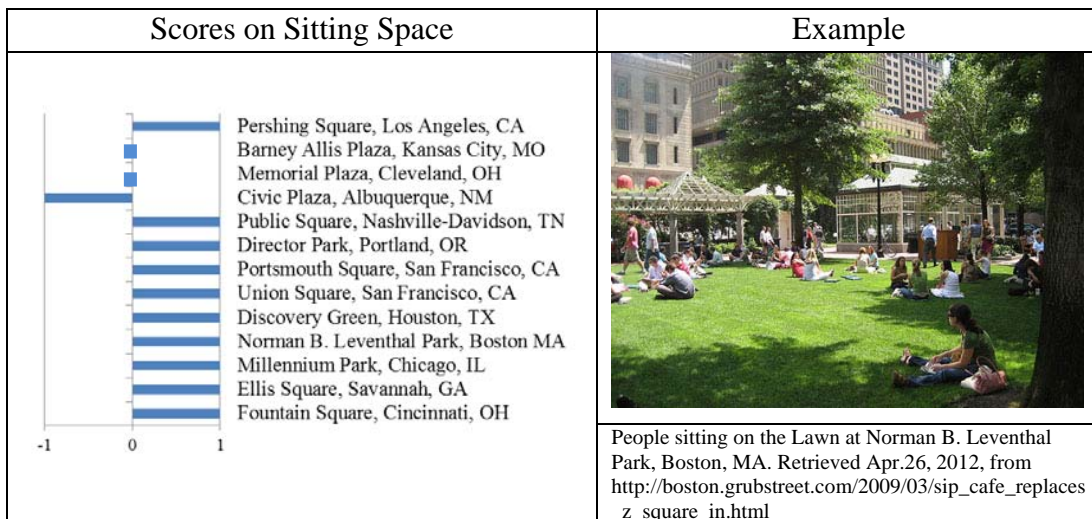 Scores on Sitting Space
Example
Pershing Square, Los Angeles, CA
Barney Allis Plaza, Kansas City, MO
Memorial Plaza, Cleveland, OH
Civic Plaza, Albuquerque, NM
Public Square, Nashville-Davidson, TN
Director Park, Portland, OR
Portsmouth Square, San Francisco, CA
Union Square, San Francisco, CA
Discovery Green, Houston, TX
Norman B. Leventhal Park, Boston MA
Millennium Park, Chicago, IL
Ellis Square, Savannah, GA
Fountain Square, Cincinnati, OH
-1 0 1
People sitting on the Lawn at Norman B. Leventhal
Park, Boston, MA. Retrieved Apr.26, 2012, from
http://boston.grubstreet.com/2009/03/sip_cafe_replaces
_z_square_in.html